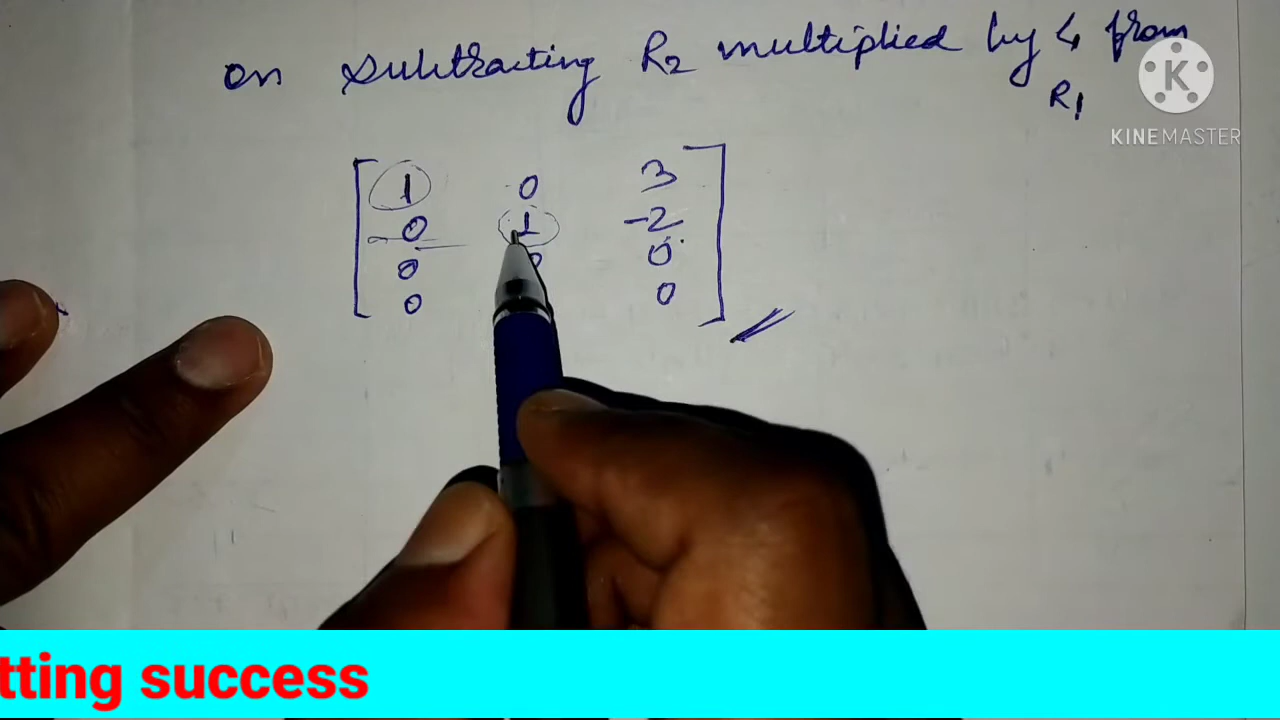 on subtracting R2 multiplied by 4 from
R1
KINEMASTER
1 0 3
0 1 -2
0 0 0
0 0
tting success